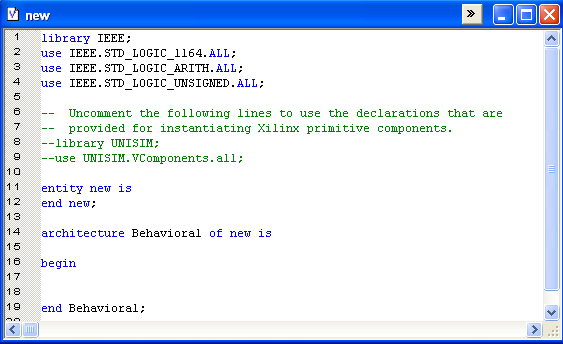 new
»
1 library IEEE;
2 use IEEE.STD_LOGIC_1164.ALL;
3 use IEEE.STD_LOGIC_ARITH.ALL;
4 use IEEE.STD_LOGIC_UNSIGNED.ALL;
5
6 --  Uncomment the following lines to use the declarations that are
7 --  provided for instantiating Xilinx primitive components.
8 --library UNISIM;
9 --use UNISIM.VComponents.all;
10
11 entity new is
12 end new;
13
14 architecture Behavioral of new is
15
16 begin
17
18
19 end Behavioral;